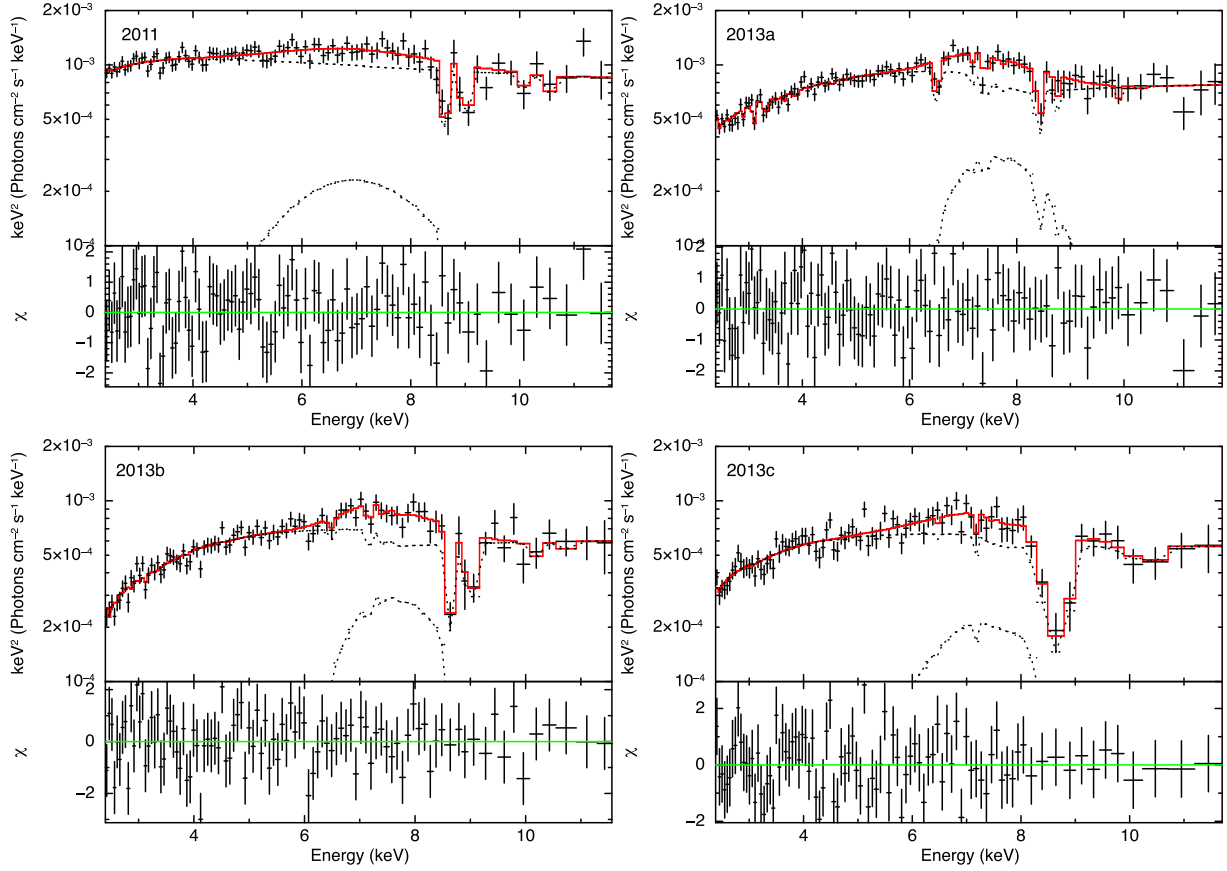 2011
2×10⁻³
10⁻³
5×10⁻⁴
2×10⁻⁴
10⁻⁴
keV² (Photons cm⁻² s⁻¹ keV⁻¹)
2
1
0
−1
−2
χ
4 6 8 10
Energy (keV)
2013a
2×10⁻³
10⁻³
5×10⁻⁴
2×10⁻⁴
10⁻⁴
keV² (Photons cm⁻² s⁻¹ keV⁻¹)
2
1
0
−1
−2
χ
4 6 8 10
Energy (keV)
2013b
2×10⁻³
10⁻³
5×10⁻⁴
2×10⁻⁴
10⁻⁴
keV² (Photons cm⁻² s⁻¹ keV⁻¹)
2
0
−2
χ
4 6 8 10
Energy (keV)
2013c
2×10⁻³
10⁻³
5×10⁻⁴
2×10⁻⁴
10⁻⁴
keV² (Photons cm⁻² s⁻¹ keV⁻¹)
2
0
−2
χ
4 6 8 10
Energy (keV)